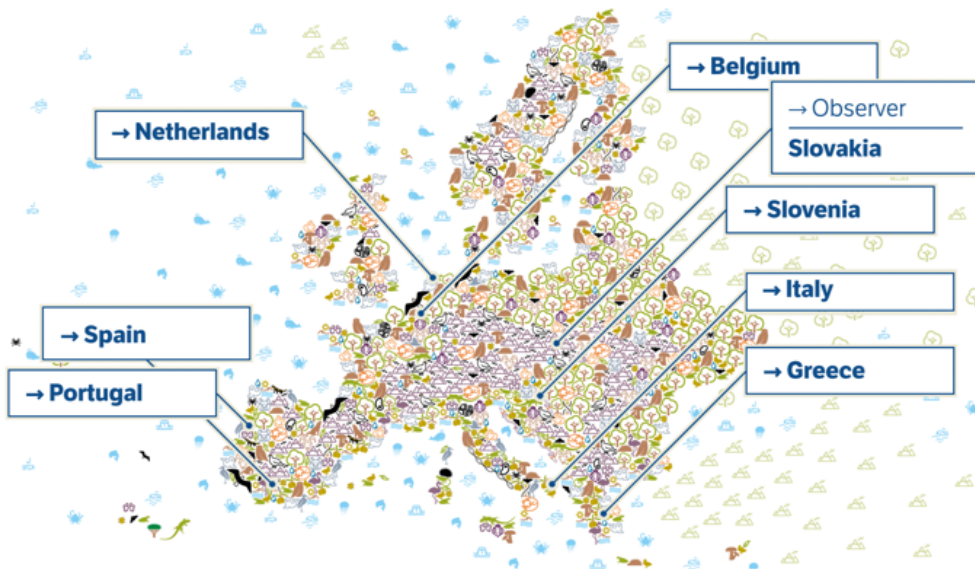 → Belgium
→ Observer
Slovakia
→ Netherlands
→ Slovenia
→ Italy
→ Spain
→ Greece
→ Portugal